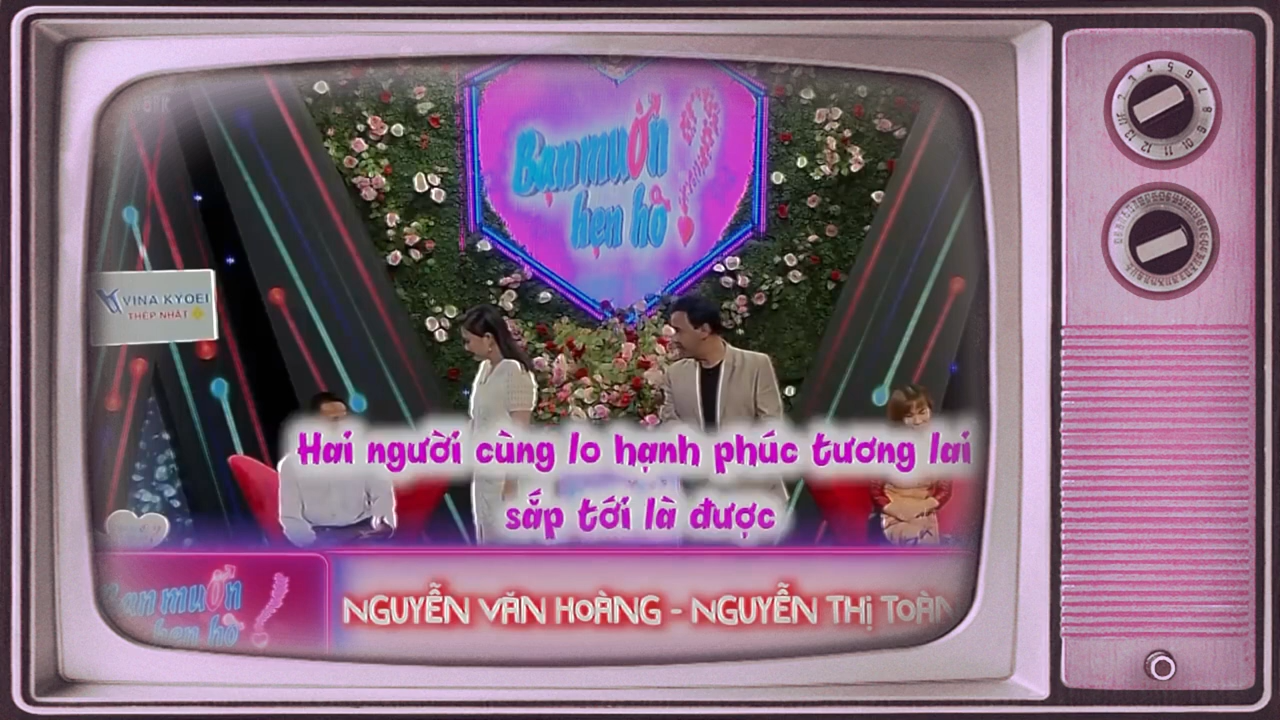 Bạn muốn
hẹn hò?
VINA KYOEI
THÉP NHẬT
Hai người cùng lo hạnh phúc tương lai
sắp tới là được
Bạn muốn
hẹn hò?
NGUYỄN VĂN HOÀNG - NGUYỄN THỊ TOÀN